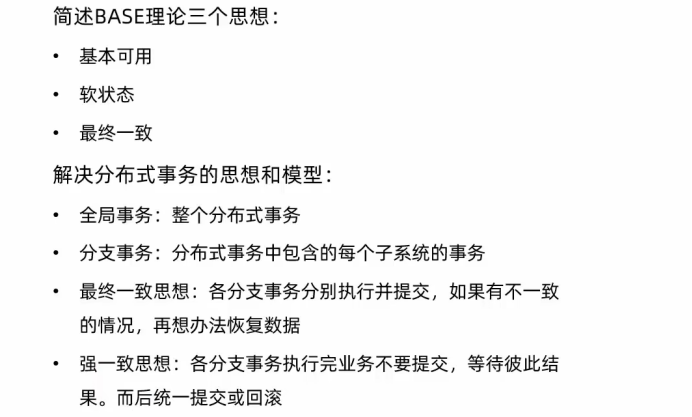 简述BASE理论三个思想：
• 基本可用
• 软状态
• 最终一致
解决分布式事务的思想和模型：
• 全局事务：整个分布式事务
• 分支事务：分布式事务中包含的每个子系统的事务
• 最终一致思想：各分支事务分别执行并提交，如果有不一致
的情况，再想办法恢复数据
• 强一致思想：各分支事务执行完业务不要提交，等待彼此结
果。而后统一提交或回滚